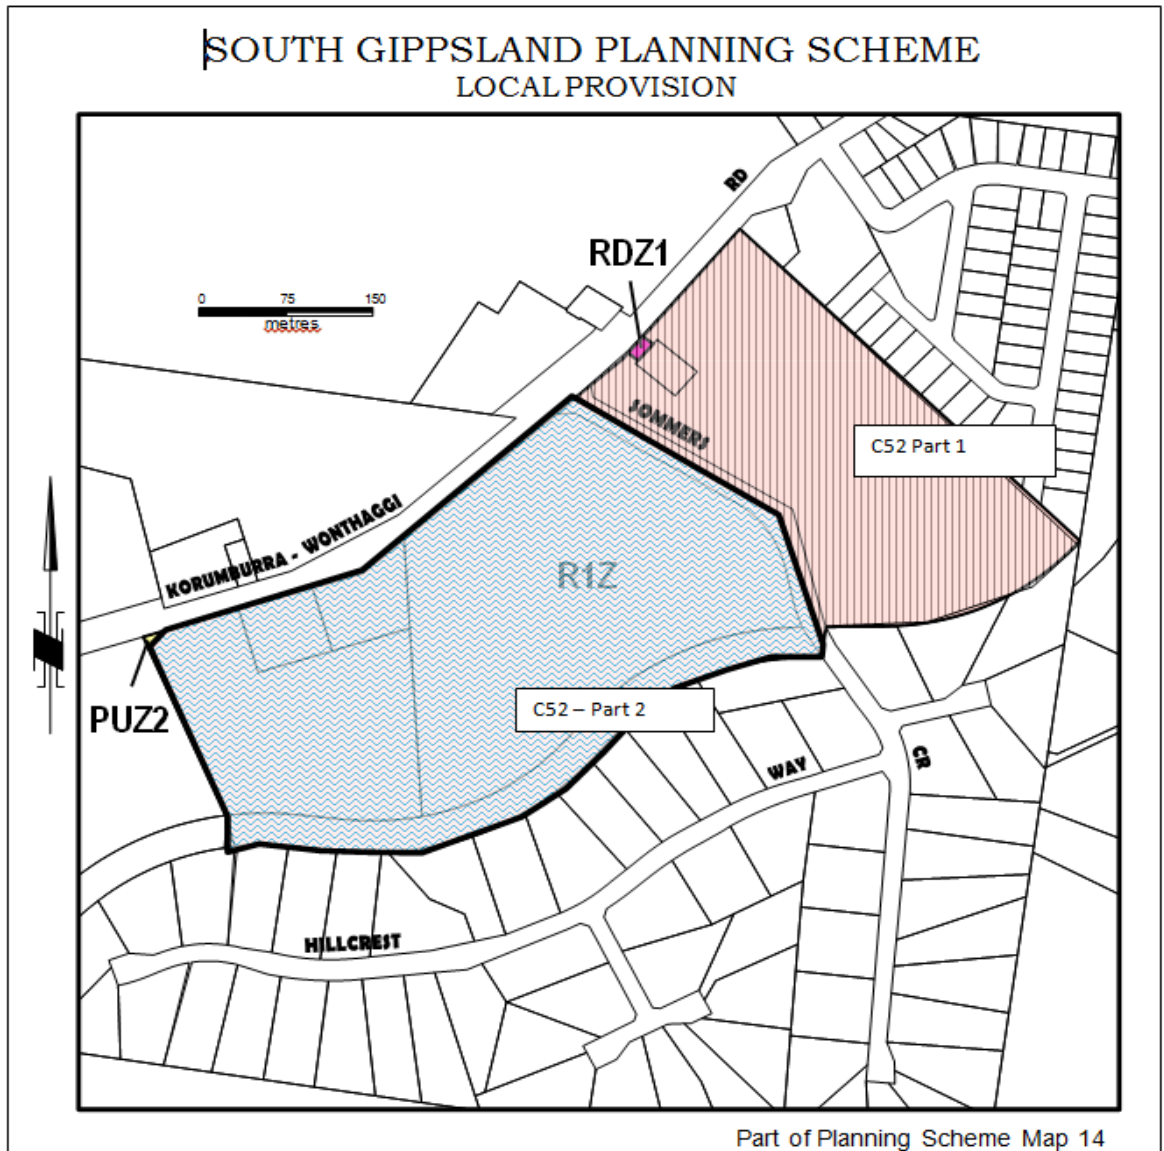 SOUTH GIPPSLAND PLANNING SCHEME
LOCAL PROVISION
RD
RDZ1
0 75 150
metres
SOMMERS
C52 Part 1
KORUMBURRA - WONTHAGGI
R1Z
PUZ2
C52 – Part 2
WAY
CR
HILLCREST
Part of Planning Scheme Map 14